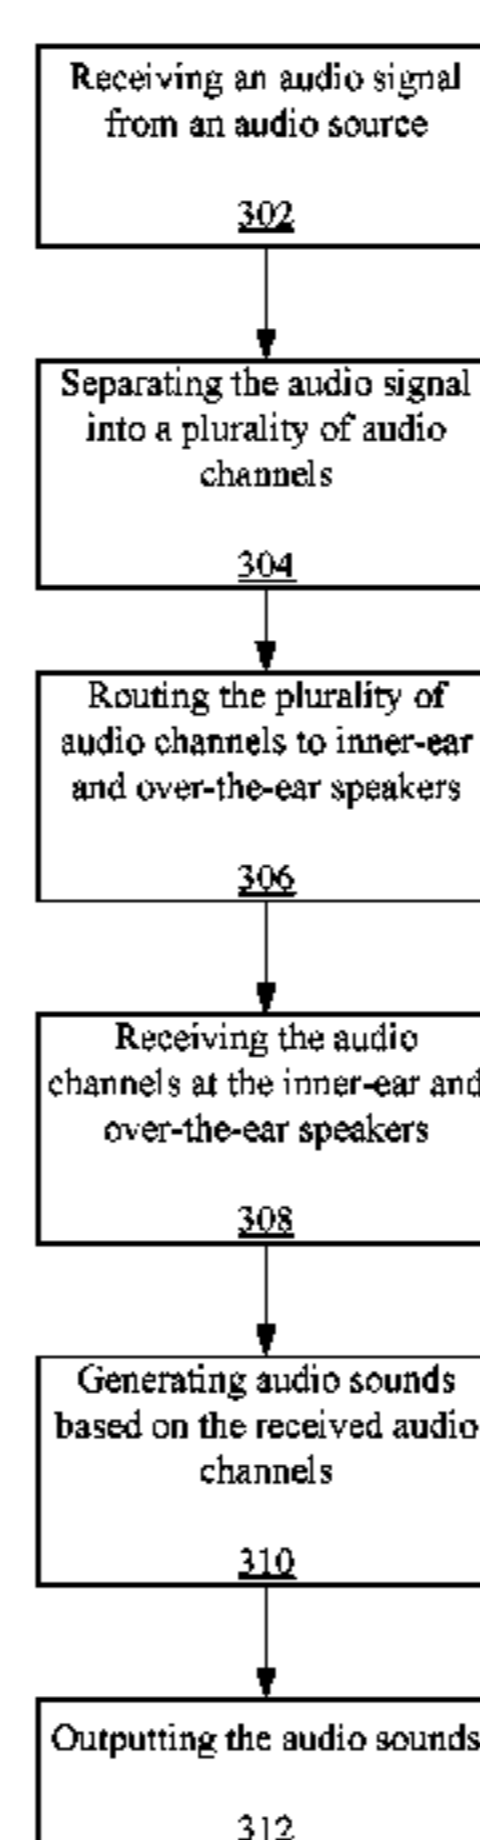 Receiving an audio signal
from an audio source
302
Separating the audio signal
into a plurality of audio
channels
304
Routing the plurality of
audio channels to inner-ear
and over-the-ear speakers
306
Receiving the audio
channels at the inner-ear and
over-the-ear speakers
308
Generating audio sounds
based on the received audio
channels
310
Outputting the audio sounds
312